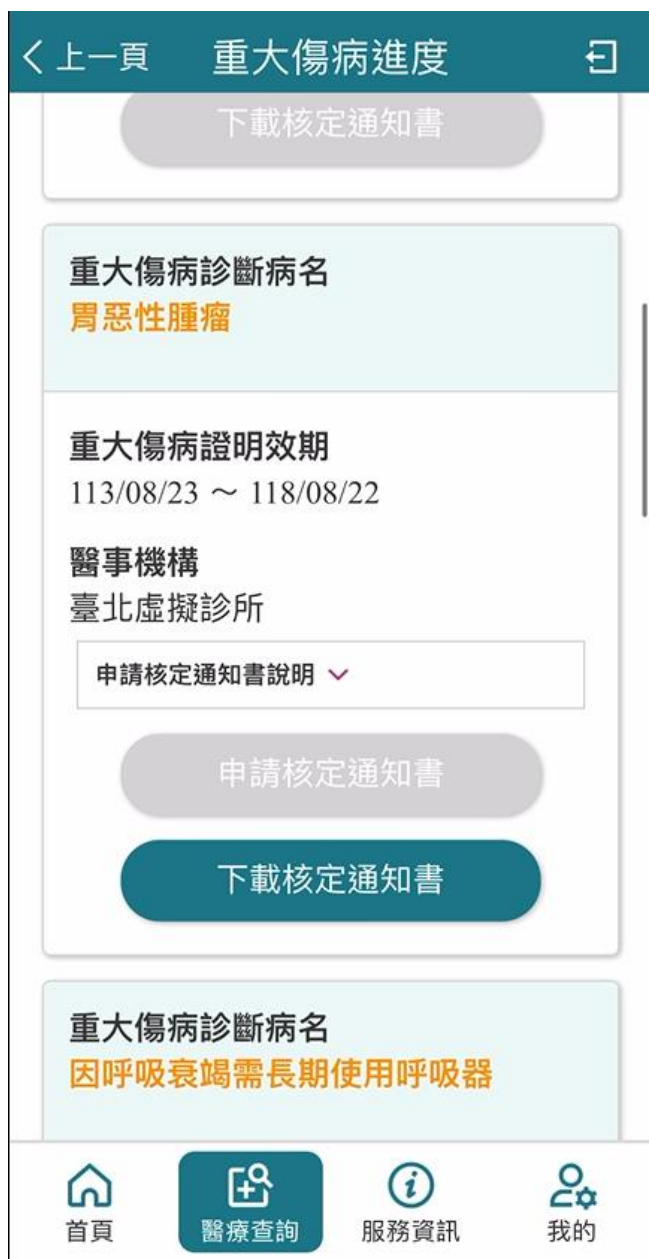 上一頁 重大傷病進度
下載核定通知書
重大傷病診斷病名
胃惡性腫瘤
重大傷病證明效期
113/08/23 ~ 118/08/22
醫事機構
臺北虛擬診所
申請核定通知書說明
申請核定通知書
下載核定通知書
重大傷病診斷病名
因呼吸衰竭需長期使用呼吸器
首頁 醫療查詢 服務資訊 我的